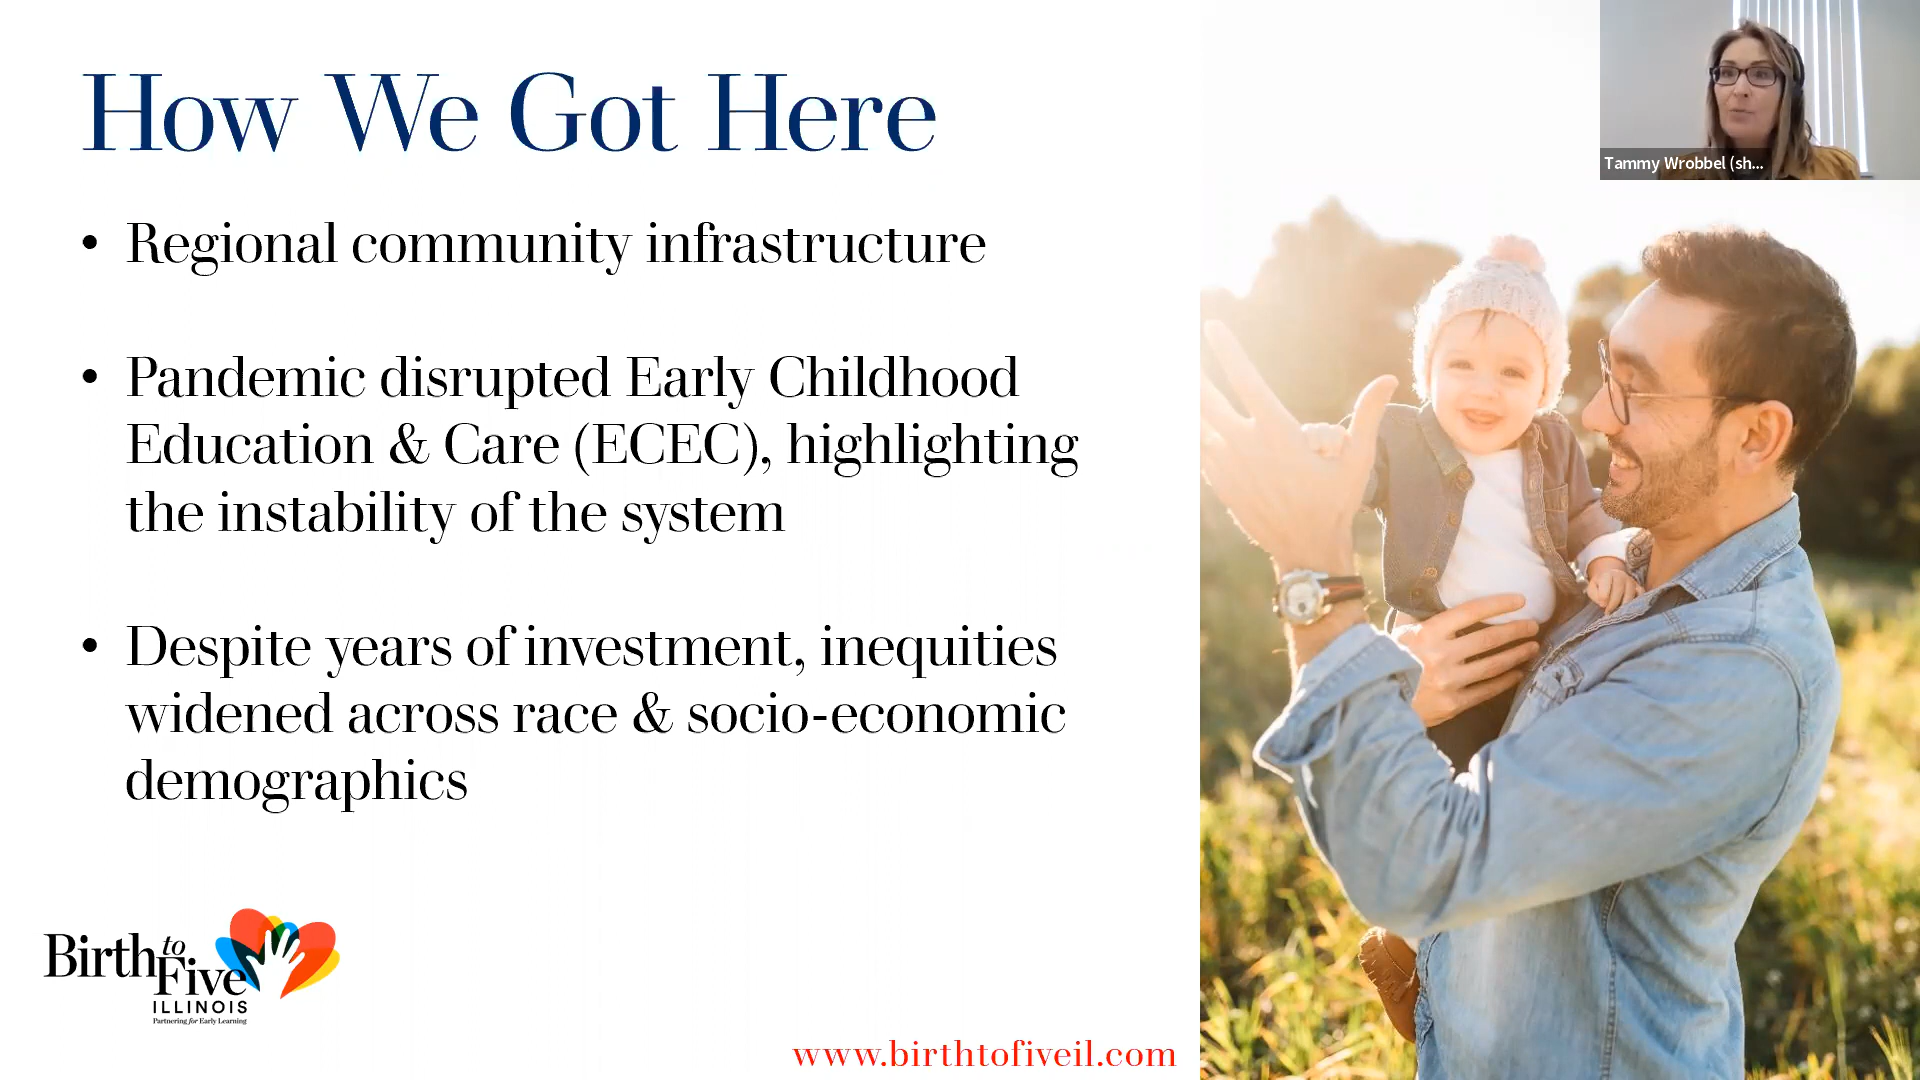 How We Got Here
Tammy Wrobbel (sh...
• Regional community infrastructure
• Pandemic disrupted Early Childhood
Education & Care (ECEC), highlighting
the instability of the system
• Despite years of investment, inequities
widened across race & socio-economic
demographics
Birth to
Five
ILLINOIS
Partnering for Early Learning
www.birthtofiveil.com